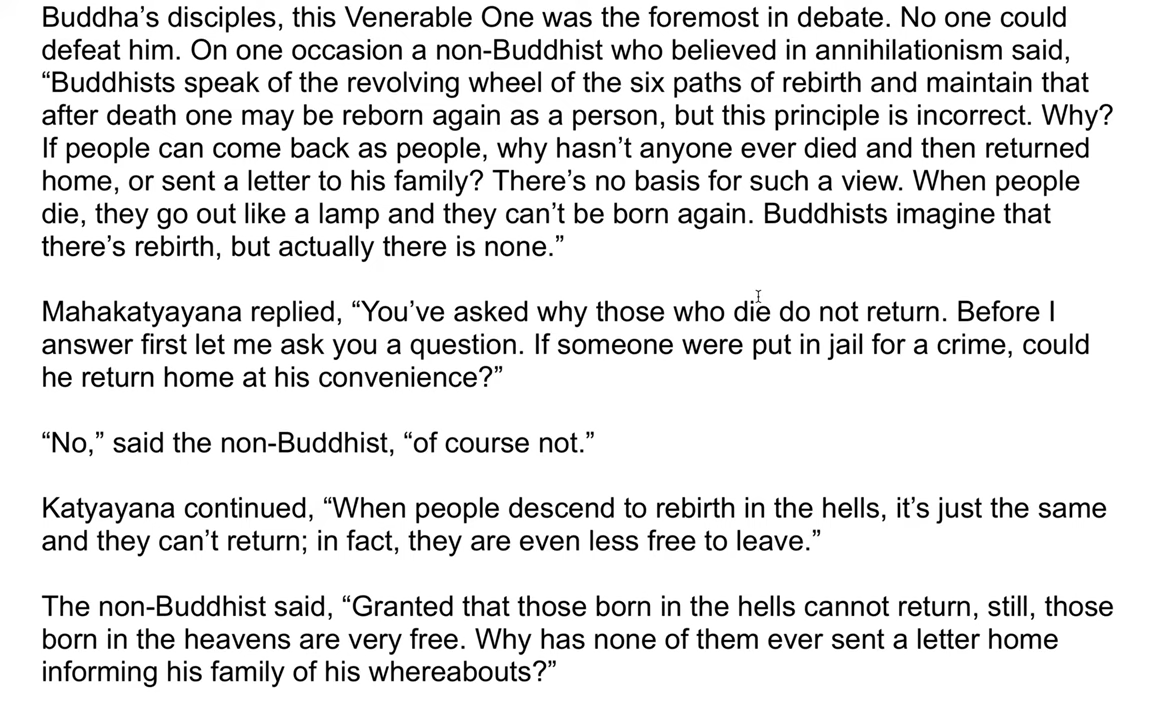 Buddha’s disciples, this Venerable One was the foremost in debate. No one could
defeat him. On one occasion a non-Buddhist who believed in annihilationism said,
“Buddhists speak of the revolving wheel of the six paths of rebirth and maintain that
after death one may be reborn again as a person, but this principle is incorrect. Why?
If people can come back as people, why hasn’t anyone ever died and then returned
home, or sent a letter to his family? There’s no basis for such a view. When people
die, they go out like a lamp and they can’t be born again. Buddhists imagine that
there’s rebirth, but actually there is none.”
Mahakatyayana replied, “You’ve asked why those who die do not return. Before I
answer first let me ask you a question. If someone were put in jail for a crime, could
he return home at his convenience?”
“No,” said the non-Buddhist, “of course not.”
Katyayana continued, “When people descend to rebirth in the hells, it’s just the same
and they can’t return; in fact, they are even less free to leave.”
The non-Buddhist said, “Granted that those born in the hells cannot return, still, those
born in the heavens are very free. Why has none of them ever sent a letter home
informing his family of his whereabouts?”